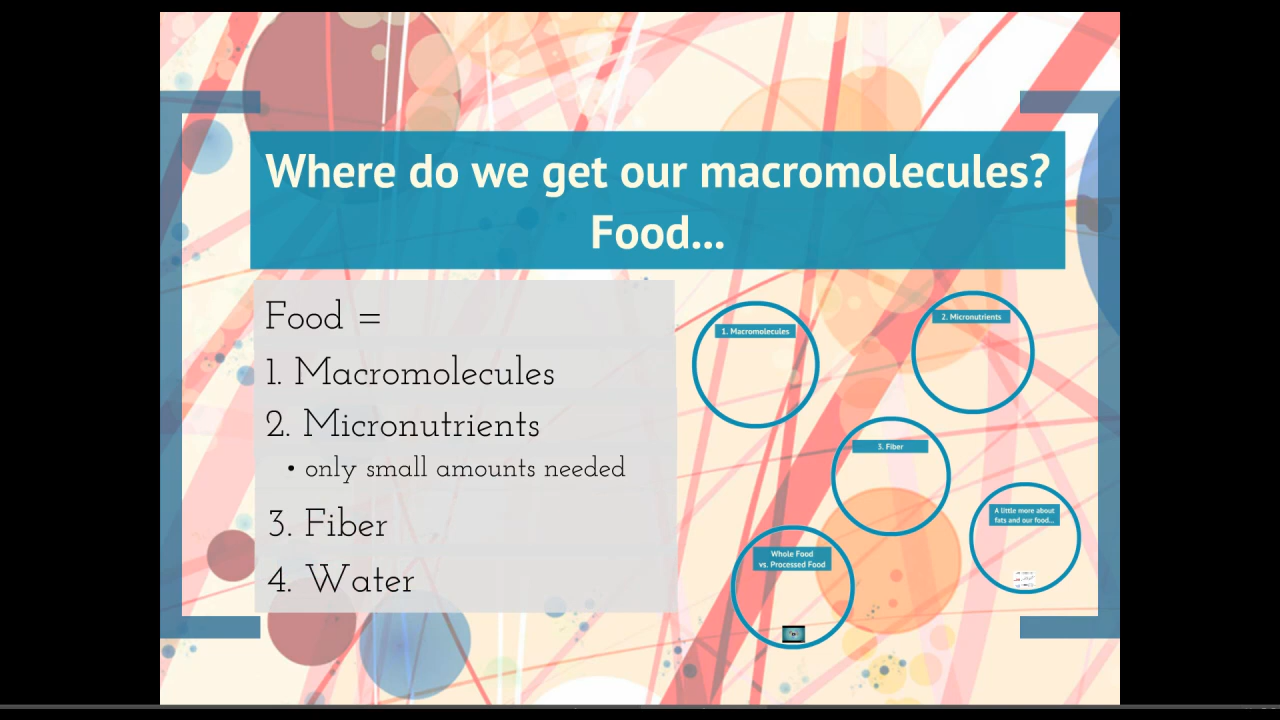 Where do we get our macromolecules?
Food...
Food =
1. Macromolecules
2. Micronutrients
• only small amounts needed
3. Fiber
4. Water
1. Macromolecules
2. Micronutrients
3. Fiber
A little more about
fats and our food...
Whole Food
vs. Processed Food